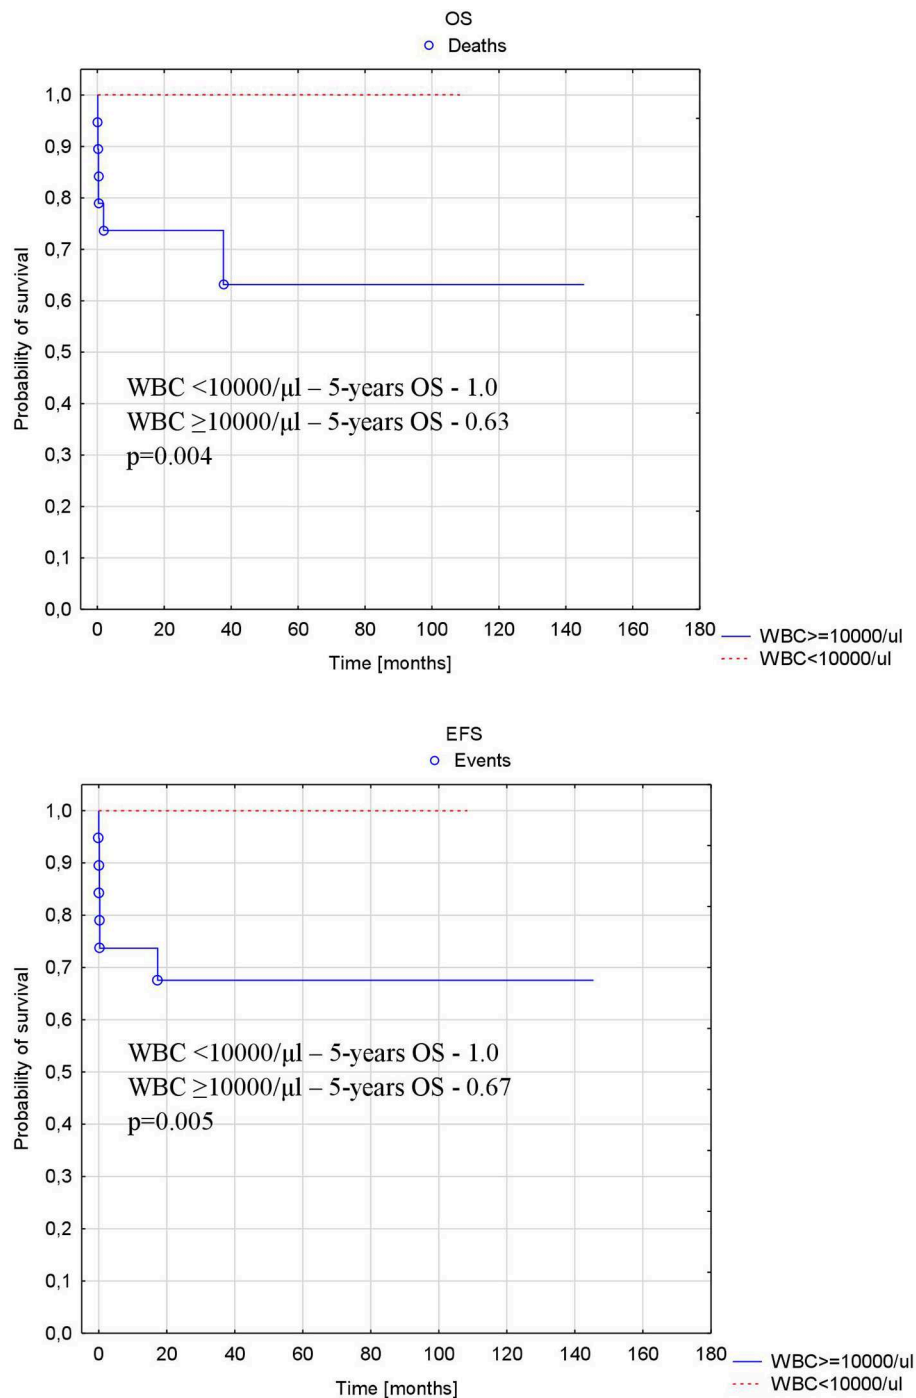 OS
Deaths
1,0
0,9
0,8
0,7
0,6
0,5
0,4
0,3
0,2
0,1
0,0
Probability of survival
WBC <10000/μl – 5-years OS - 1.0
WBC ≥10000/μl – 5-years OS - 0.63
p=0.004
0 20 40 60 80 100 120 140 160 180
Time [months]
WBC>=10000/ul
WBC<10000/ul
EFS
Events
1,0
0,9
0,8
0,7
0,6
0,5
0,4
0,3
0,2
0,1
0,0
Probability of survival
WBC <10000/μl – 5-years OS - 1.0
WBC ≥10000/μl – 5-years OS - 0.67
p=0.005
0 20 40 60 80 100 120 140 160 180
Time [months]
WBC>=10000/ul
WBC<10000/ul